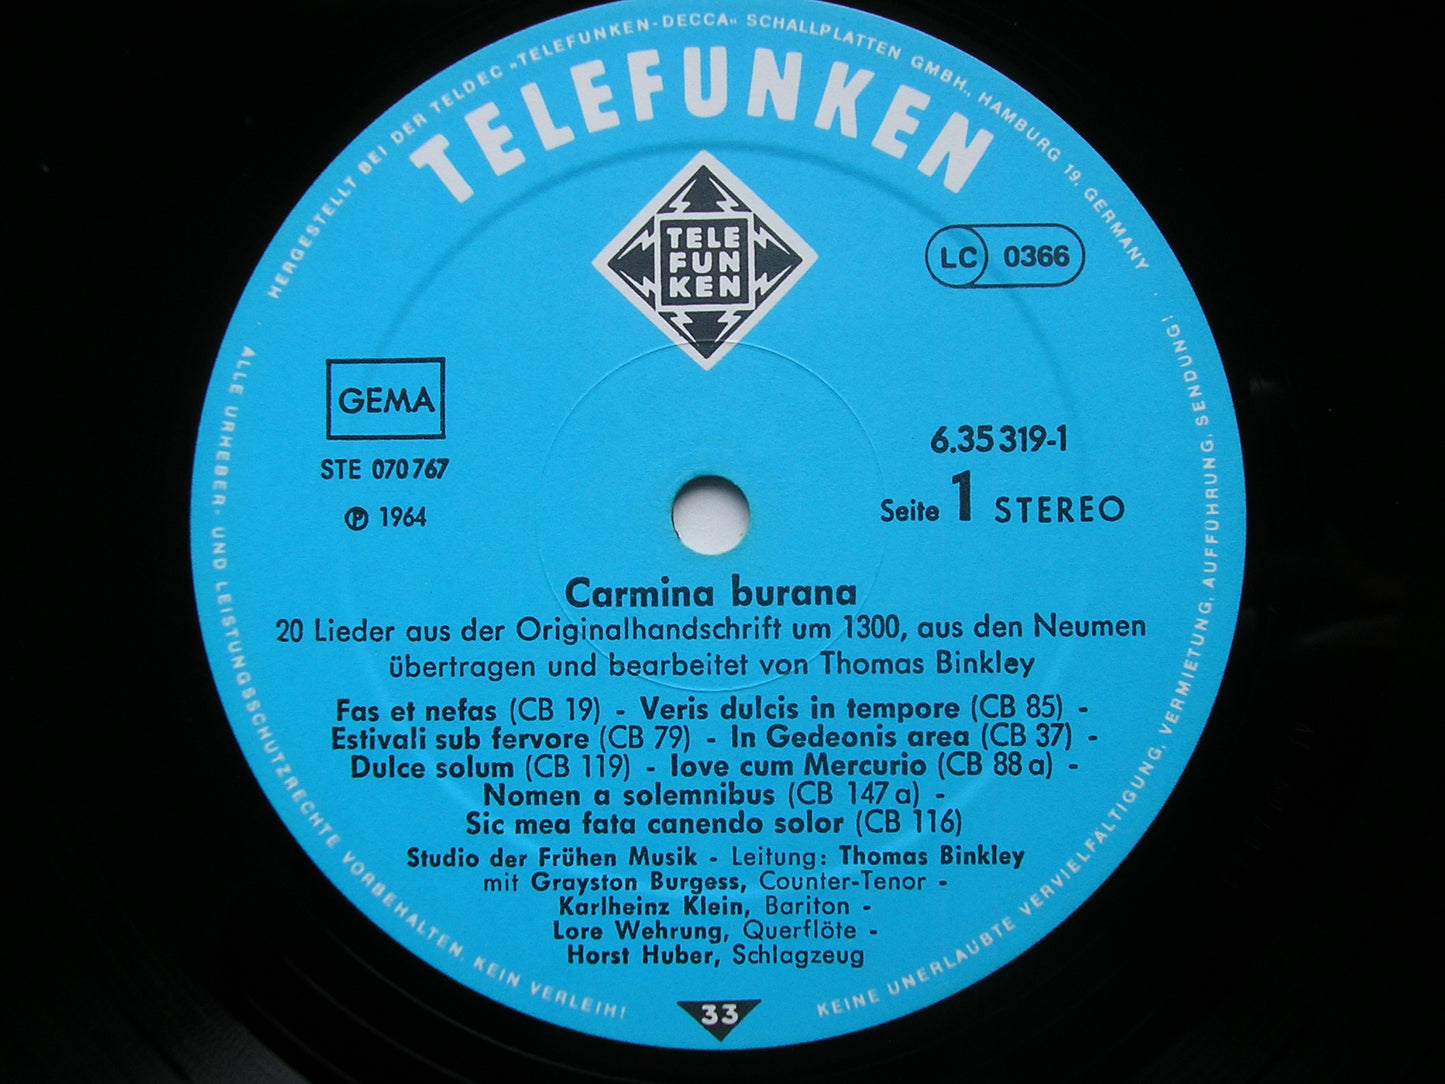 HERGESTELLT BEI DER TELDEC »TELEFUNKEN-DECCA« SCHALLPLATTEN GMBH., HAMBURG 19, GERMANY
TELEFUNKEN
TELE
FUN
KEN
LC 0366
GEMA
STE 070 767
Ⓟ 1964
6.35 319-1
Seite 1 STEREO
Carmina burana
20 Lieder aus der Originalhandschrift um 1300, aus den Neumen
übertragen und bearbeitet von Thomas Binkley
Fas et nefas (CB 19) - Veris dulcis in tempore (CB 85) -
Estivali sub fervore (CB 79) - In Gedeonis area (CB 37) -
Dulce solum (CB 119) - Iove cum Mercurio (CB 88 a) -
Nomen a solemnibus (CB 147 a) -
Sic mea fata canendo solor (CB 116)
Studio der Frühen Musik - Leitung: Thomas Binkley
mit Grayston Burgess, Counter-Tenor -
Karlheinz Klein, Bariton -
Lore Wehrung, Querflöte -
Horst Huber, Schlagzeug
33
ALLE URHEBER- UND LEISTUNGSSCHUTZRECHTE VORBEHALTEN. KEIN VERLEIH!
KEINE UNERLAUBTE VERVIELFÄLTIGUNG, VERMIETUNG, AUFFÜHRUNG, SENDUNG!